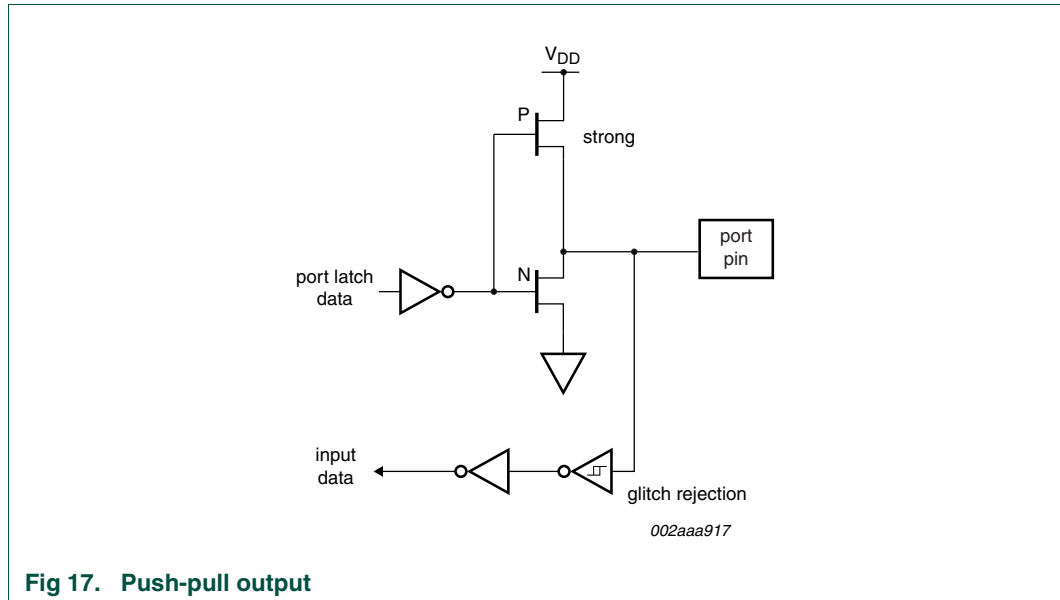 VDD
P
strong
port
pin
N
port latch
data
input
data
glitch rejection
002aaa917
Fig 17. Push-pull output